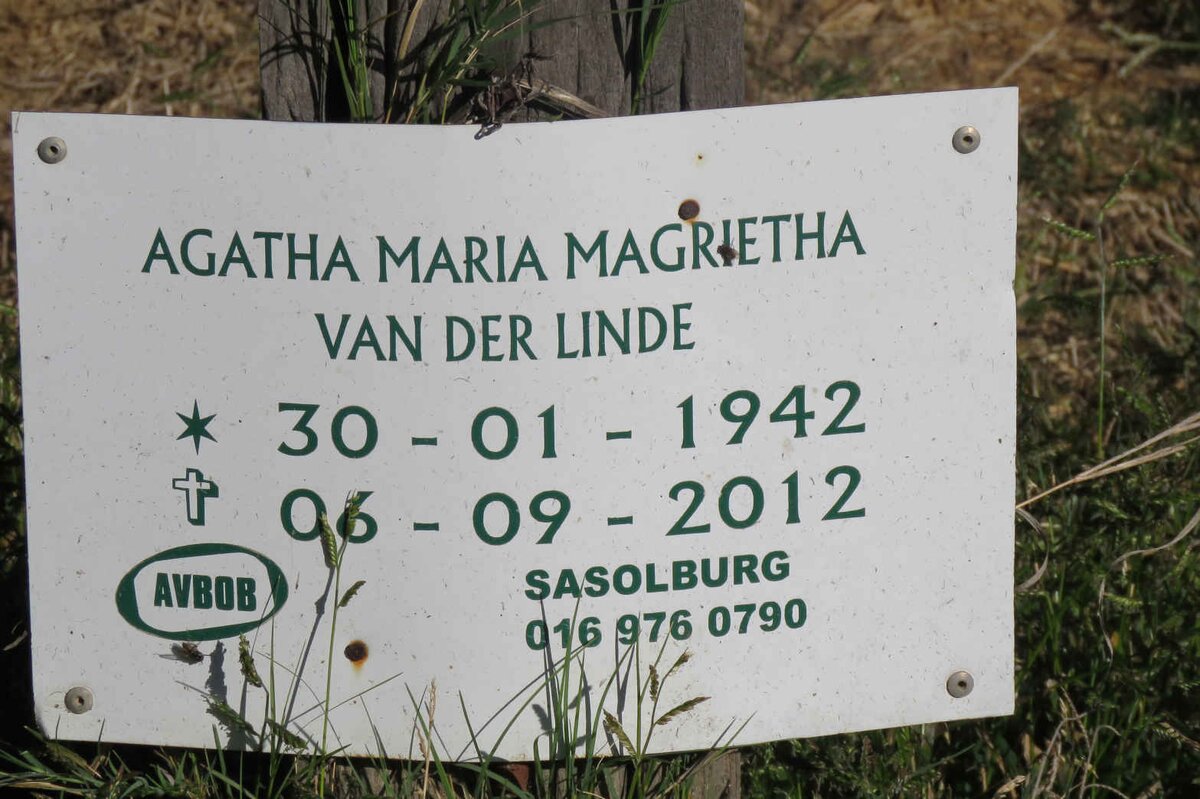 AGATHA MARIA MAGRIETHA
VAN DER LINDE
30 - 01 - 1942
06 - 09 - 2012
AVBOB
SASOLBURG
016 976 0790